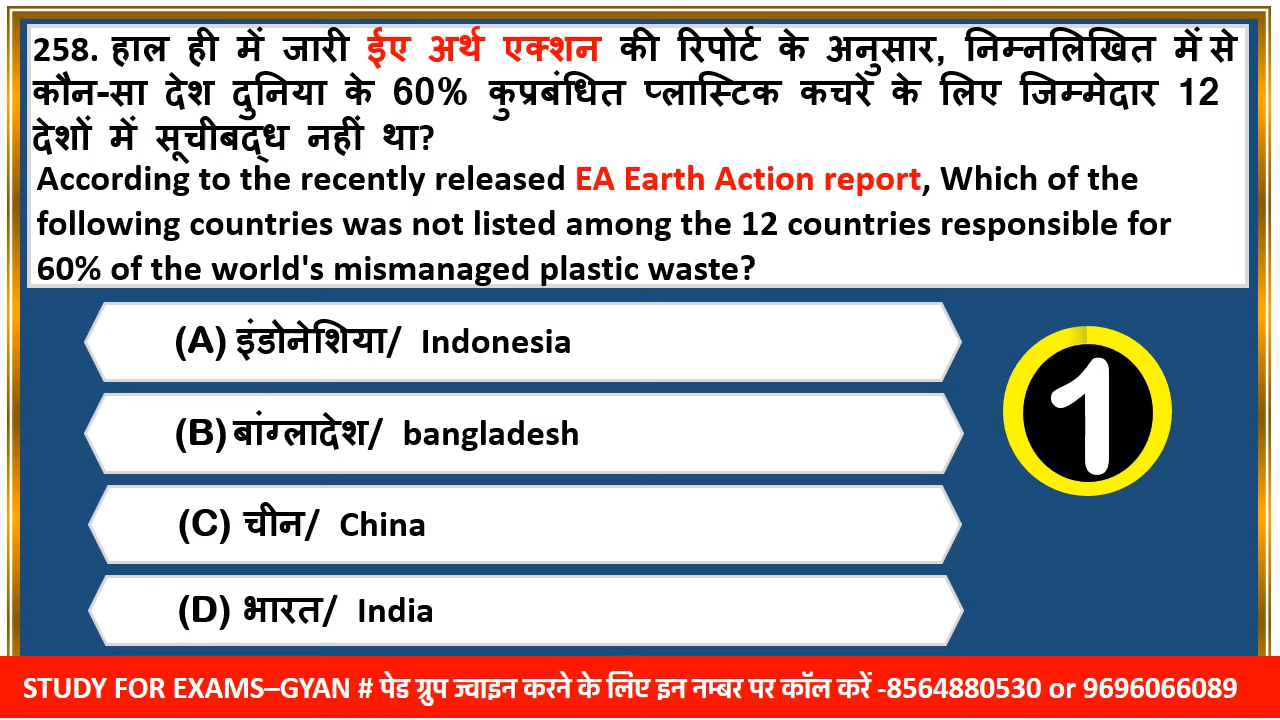 258. हाल ही में जारी ईए अर्थ एक्शन की रिपोर्ट के अनुसार, निम्नलिखित में से
कौन-सा देश दुनिया के 60% कुप्रबंधित प्लास्टिक कचरे के लिए जिम्मेदार 12
देशों में सूचीबद्ध नहीं था?
According to the recently released EA Earth Action report, Which of the
following countries was not listed among the 12 countries responsible for
60% of the world's mismanaged plastic waste?
(A) इंडोनेशिया/ Indonesia
1
(B) बांग्लादेश/ bangladesh
(C) चीन/ China
(D) भारत/ India
STUDY FOR EXAMS–GYAN # पेड ग्रुप ज्वाइन करने के लिए इन नम्बर पर कॉल करें -8564880530 or 9696066089